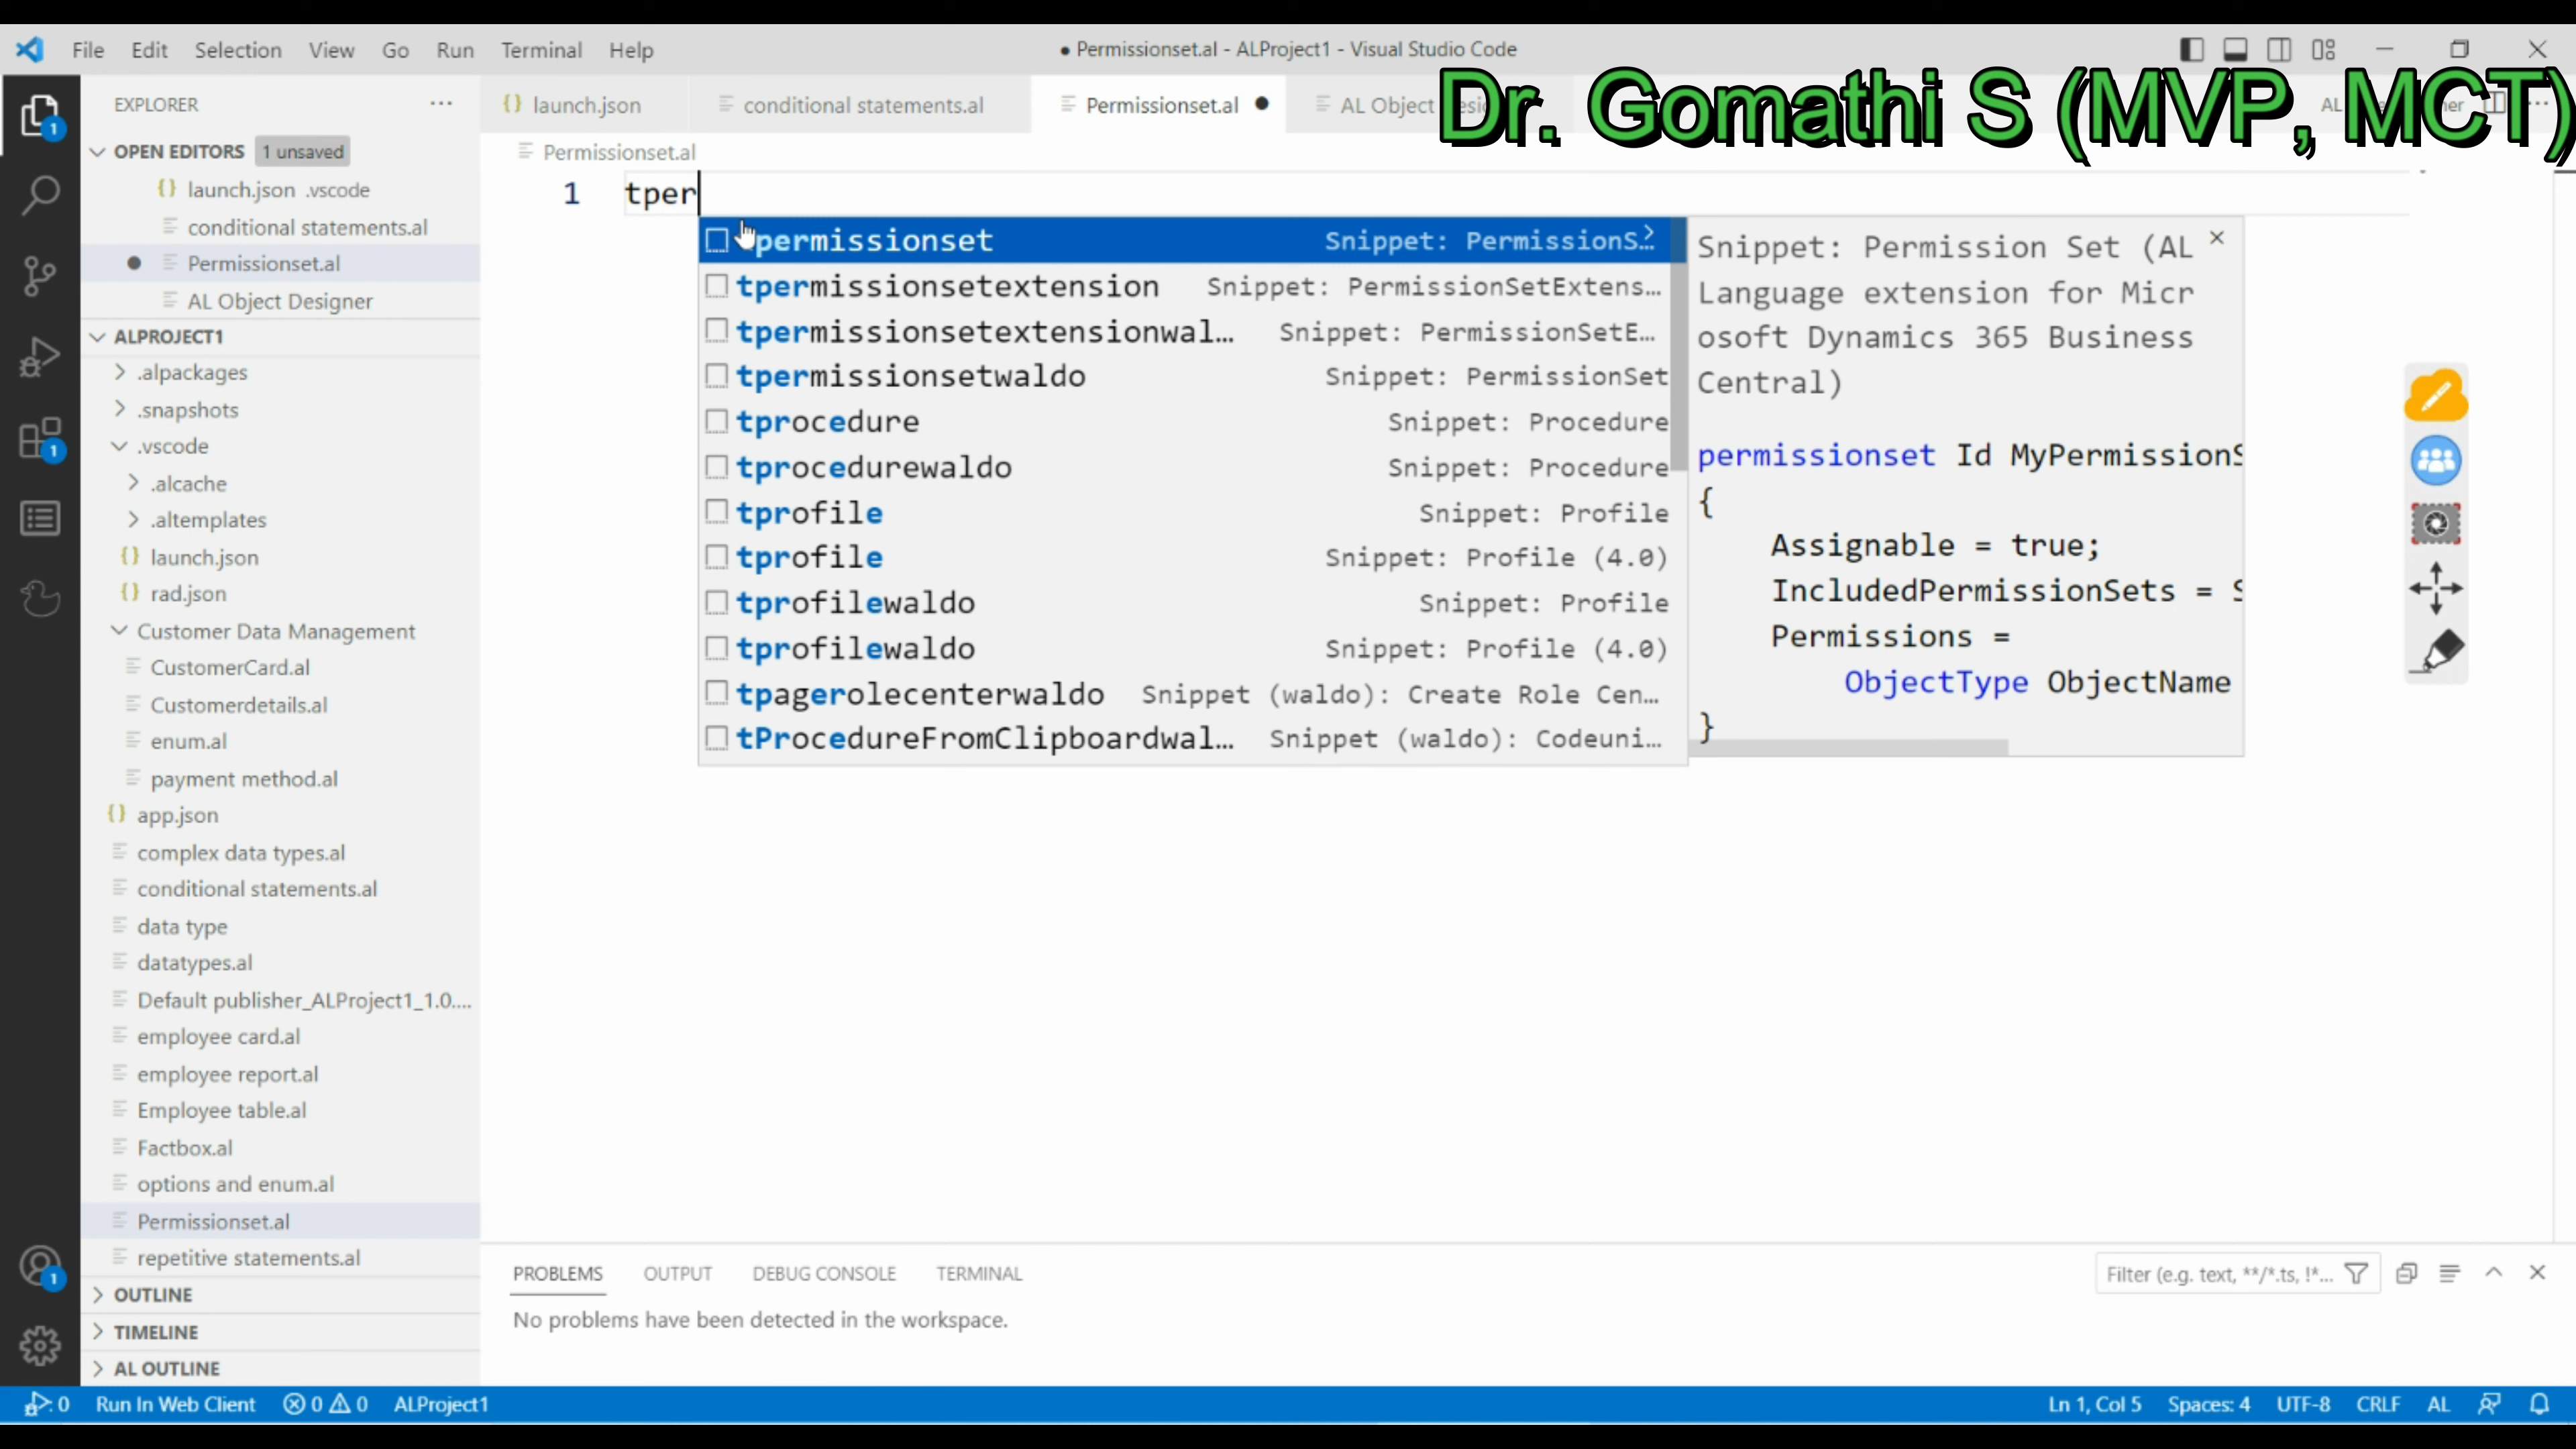 File Edit Selection View Go Run Terminal Help
● Permissionset.al - ALProject1 - Visual Studio Code
Dr. Gomathi S (MVP, MCT)
EXPLORER
launch.json
conditional statements.al
Permissionset.al
AL Object
OPEN EDITORS 1 unsaved
launch.json .vscode
conditional statements.al
Permissionset.al
AL Object Designer
ALPROJECT1
.alpackages
.snapshots
.vscode
.alcache
.altemplates
launch.json
rad.json
Customer Data Management
CustomerCard.al
Customerdetails.al
enum.al
payment method.al
app.json
complex data types.al
conditional statements.al
data type
datatypes.al
Default publisher_ALProject1_1.0....
employee card.al
employee report.al
Employee table.al
Factbox.al
options and enum.al
Permissionset.al
repetitive statements.al
OUTLINE
TIMELINE
AL OUTLINE
Permissionset.al
1 tper
tpermissionset Snippet: PermissionS…
tpermissionsetextension Snippet: PermissionSetExtens…
tpermissionsetextensionwal… Snippet: PermissionSetE…
tpermissionsetwaldo Snippet: PermissionSet
tprocedure Snippet: Procedure
tprocedurewaldo Snippet: Procedure
tprofile Snippet: Profile
tprofile Snippet: Profile (4.0)
tprofilewaldo Snippet: Profile
tprofilewaldo Snippet: Profile (4.0)
tpagerolecenterwaldo Snippet (waldo): Create Role Cen…
tProcedureFromClipboardwal… Snippet (waldo): Codeuni…
Snippet: Permission Set (AL
Language extension for Micr
osoft Dynamics 365 Business
Central)
permissionset Id MyPermissionS
{
Assignable = true;
IncludedPermissionSets = S
Permissions =
ObjectType ObjectName
}
PROBLEMS OUTPUT DEBUG CONSOLE TERMINAL
Filter (e.g. text, **/*.ts, !*...
No problems have been detected in the workspace.
0 Run In Web Client 0 0 ALProject1
Ln 1, Col 5 Spaces: 4 UTF-8 CRLF AL